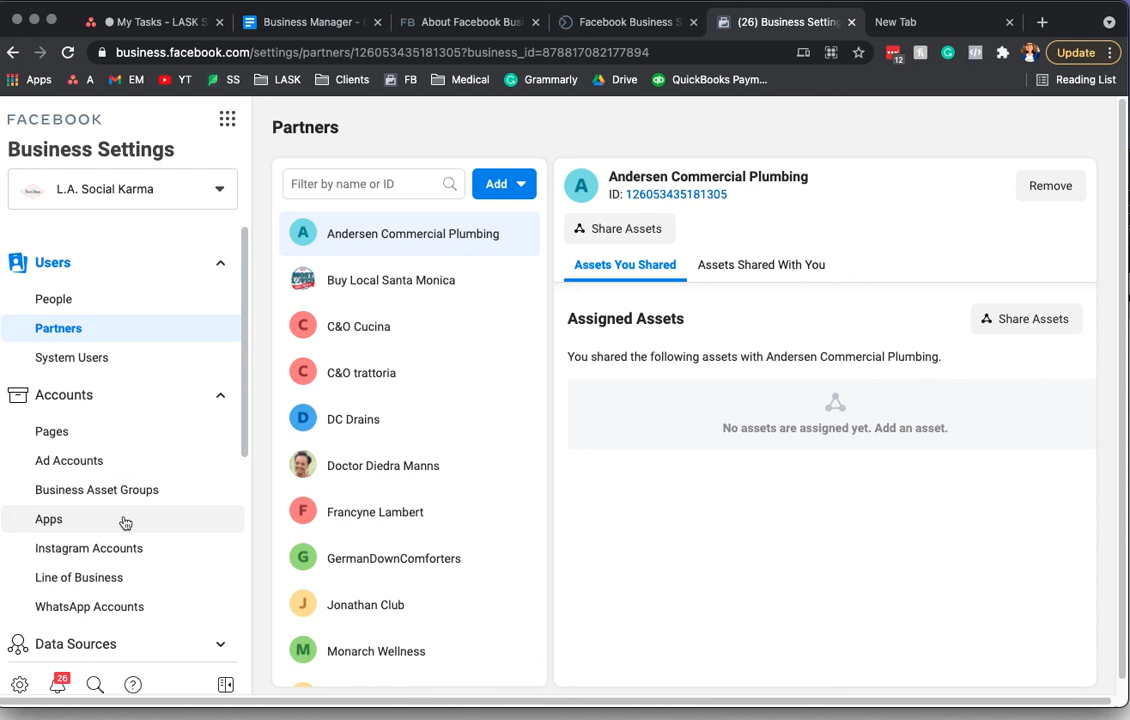 My Tasks - LASK S
Business Manager -
About Facebook Busi
Facebook Business S
(26) Business Settin
New Tab
business.facebook.com/settings/partners/126053435181305?business_id=878817082177894
12
Update
Apps
A
EM
YT
SS
LASK
Clients
FB
Medical
Grammarly
Drive
QuickBooks Paym...
Reading List
FACEBOOK
Business Settings
L.A. Social Karma
Users
People
Partners
System Users
Accounts
Pages
Ad Accounts
Business Asset Groups
Apps
Instagram Accounts
Line of Business
WhatsApp Accounts
Data Sources
26
Partners
Filter by name or ID
Add
A Andersen Commercial Plumbing
Buy Local Santa Monica
C C&O Cucina
C C&O trattoria
D DC Drains
Doctor Diedra Manns
F Francyne Lambert
G GermanDownComforters
J Jonathan Club
M Monarch Wellness
A
Andersen Commercial Plumbing
ID: 126053435181305
Remove
Share Assets
Assets You Shared
Assets Shared With You
Assigned Assets
Share Assets
You shared the following assets with Andersen Commercial Plumbing.
No assets are assigned yet. Add an asset.